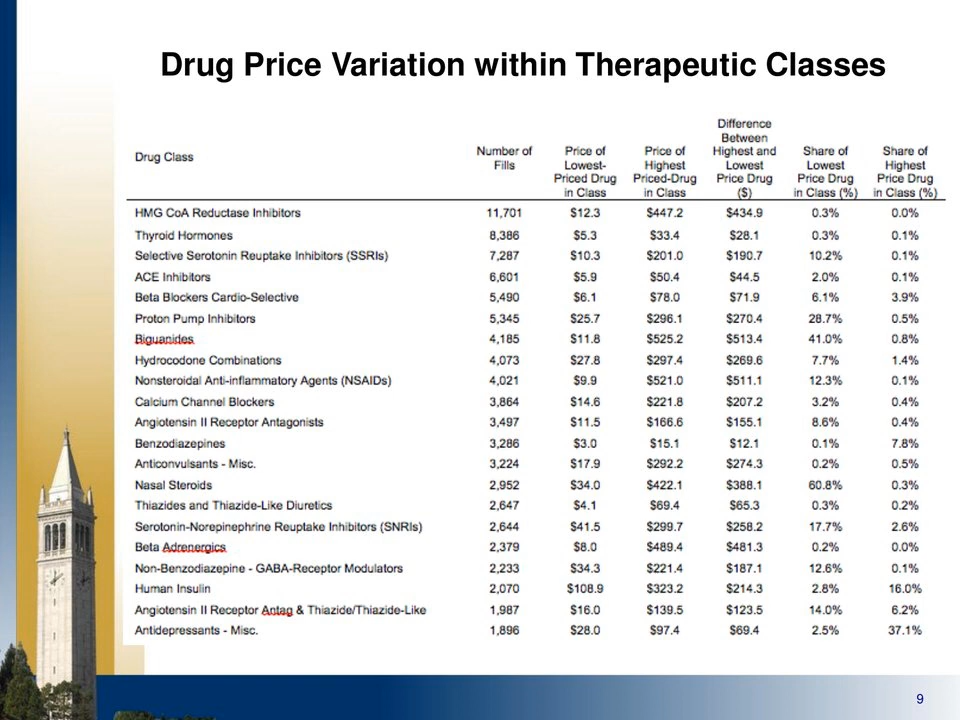 Drug Price Variation within Therapeutic Classes
Drug Class
Number of
Fills
Price of
Lowest-
Priced Drug
in Class
Price of
Highest
Priced-Drug
in Class
Difference
Between
Highest and
Lowest
Price Drug
($)
Share of
Lowest
Price Drug
in Class (%)
Share of
Highest
Price Drug
in Class (%)
HMG CoA Reductase Inhibitors 11,701 $12.3 $447.2 $434.9 0.3% 0.0%
Thyroid Hormones 8,386 $5.3 $33.4 $28.1 0.3% 0.1%
Selective Serotonin Reuptake Inhibitors (SSRIs) 7,287 $10.3 $201.0 $190.7 10.2% 0.1%
ACE Inhibitors 6,601 $5.9 $50.4 $44.5 2.0% 0.1%
Beta Blockers Cardio-Selective 5,490 $6.1 $78.0 $71.9 6.1% 3.9%
Proton Pump Inhibitors 5,345 $25.7 $296.1 $270.4 28.7% 0.5%
Biguanides 4,185 $11.8 $525.2 $513.4 41.0% 0.8%
Hydrocodone Combinations 4,073 $27.8 $297.4 $269.6 7.7% 1.4%
Nonsteroidal Anti-inflammatory Agents (NSAIDs) 4,021 $9.9 $521.0 $511.1 12.3% 0.1%
Calcium Channel Blockers 3,864 $14.6 $221.8 $207.2 3.2% 0.4%
Angiotensin II Receptor Antagonists 3,497 $11.5 $166.6 $155.1 8.6% 0.4%
Benzodiazepines 3,286 $3.0 $15.1 $12.1 0.1% 7.8%
Anticonvulsants - Misc. 3,224 $17.9 $292.2 $274.3 0.2% 0.5%
Nasal Steroids 2,952 $34.0 $422.1 $388.1 60.8% 0.3%
Thiazides and Thiazide-Like Diuretics 2,647 $4.1 $69.4 $65.3 0.3% 0.2%
Serotonin-Norepinephrine Reuptake Inhibitors (SNRIs) 2,644 $41.5 $299.7 $258.2 17.7% 2.6%
Beta Adrenergics 2,379 $8.0 $489.4 $481.3 0.2% 0.0%
Non-Benzodiazepine - GABA-Receptor Modulators 2,233 $34.3 $221.4 $187.1 12.6% 0.1%
Human Insulin 2,070 $108.9 $323.2 $214.3 2.8% 16.0%
Angiotensin II Receptor Antag & Thiazide/Thiazide-Like 1,987 $16.0 $139.5 $123.5 14.0% 6.2%
Antidepressants - Misc. 1,896 $28.0 $97.4 $69.4 2.5% 37.1%
9